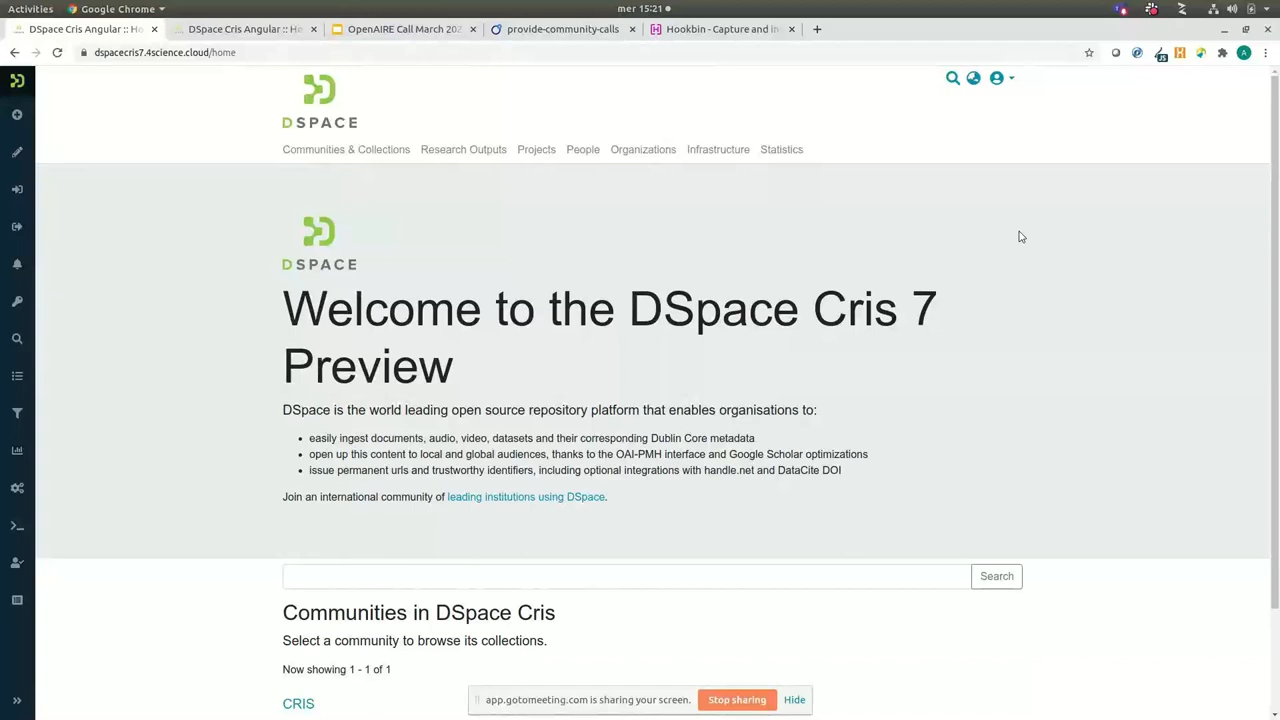 Activities
Google Chrome
mer 15:21
DSpace Cris Angular :: Ho
DSpace Cris Angular :: Ho
OpenAIRE Call March 202
provide-community-calls
Hookbin - Capture and In
dspacecris7.4science.cloud/home
JS
A
DSPACE
Communities & Collections
Research Outputs
Projects
People
Organizations
Infrastructure
Statistics
DSPACE
Welcome to the DSpace Cris 7
Preview
DSpace is the world leading open source repository platform that enables organisations to:
easily ingest documents, audio, video, datasets and their corresponding Dublin Core metadata
open up this content to local and global audiences, thanks to the OAI-PMH interface and Google Scholar optimizations
issue permanent urls and trustworthy identifiers, including optional integrations with handle.net and DataCite DOI
Join an international community of leading institutions using DSpace.
Search
Communities in DSpace Cris
Select a community to browse its collections.
Now showing 1 - 1 of 1
CRIS
app.gotomeeting.com is sharing your screen.
Stop sharing
Hide